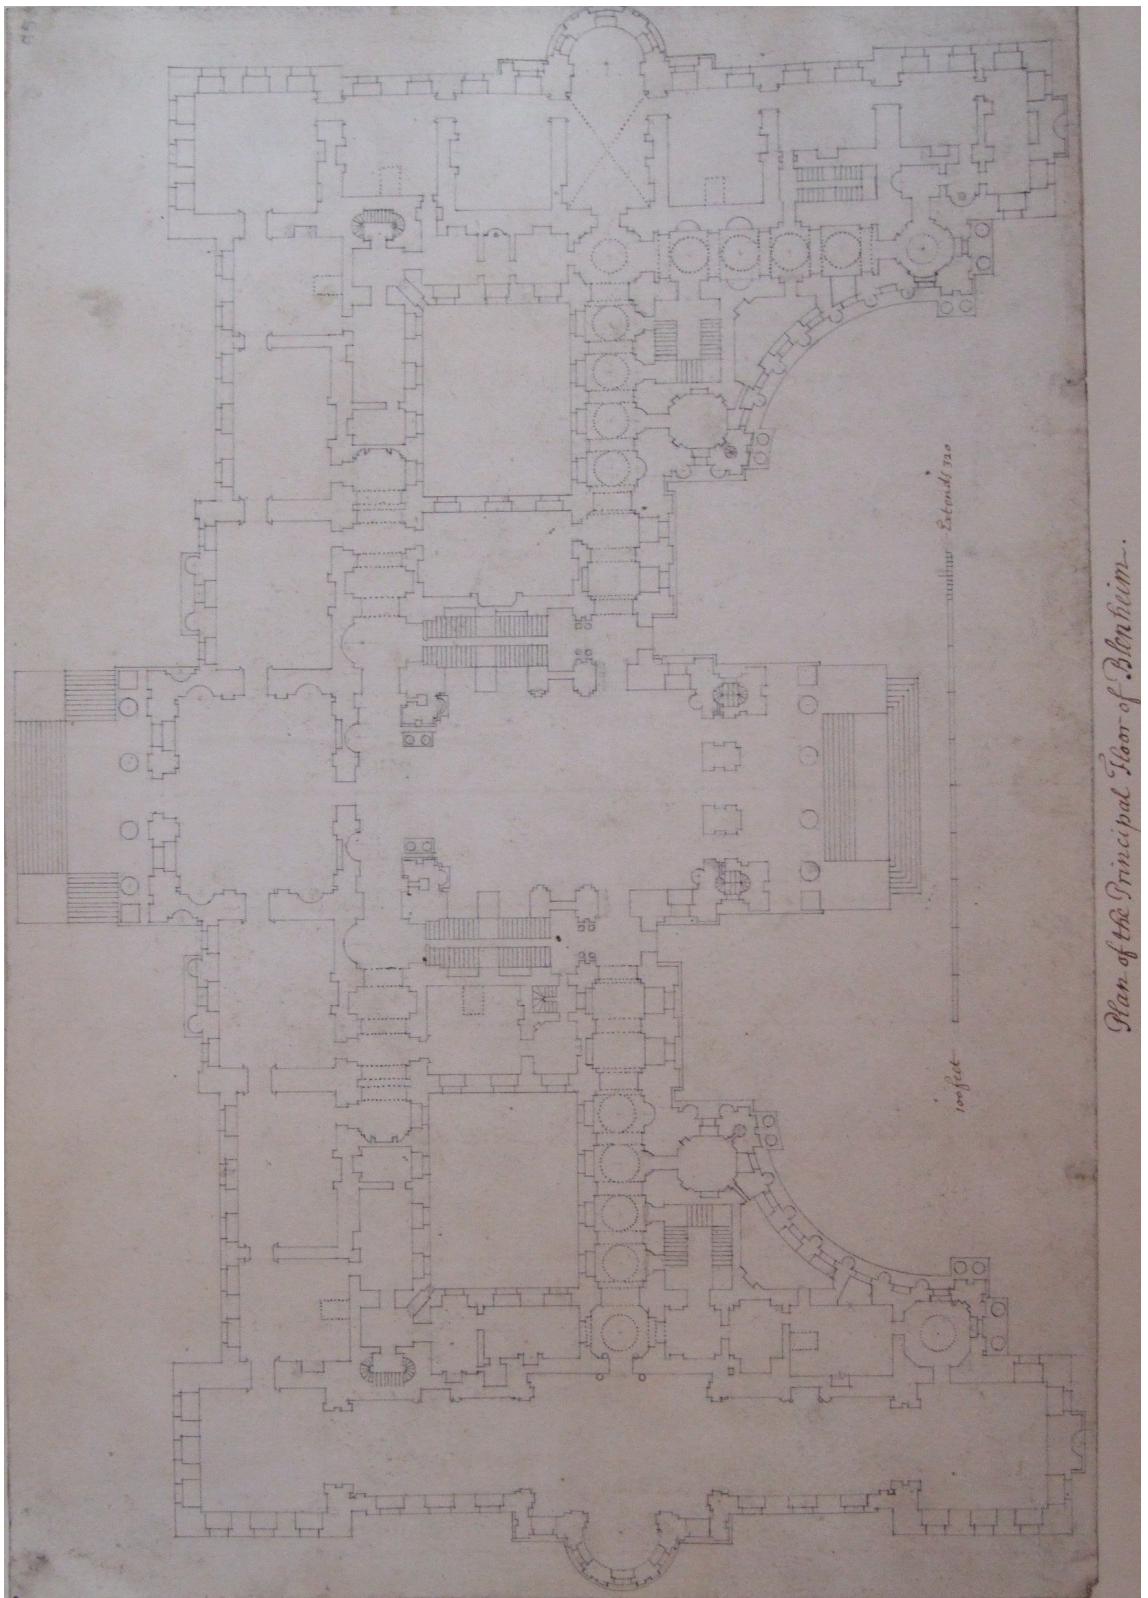 Plan of the Principal Floor of Blenheim.
100 feet Extends 320